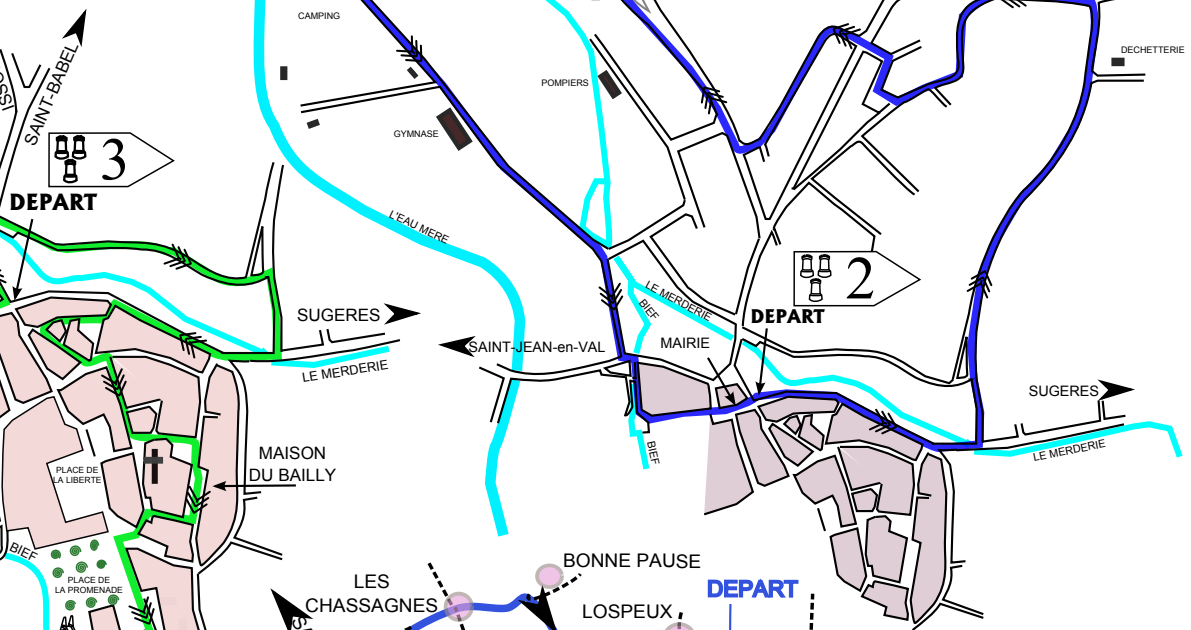 CAMPING
DECHETTERIE
POMPIERS
GYMNASE
SAINT-BABEL
3
DEPART
L'EAU MERE
2
DEPART
LE MERDERIE
BIEF
MAIRIE
SUGERES
SAINT-JEAN-en-VAL
LE MERDERIE
SUGERES
LE MERDERIE
BIEF
MAISON
DU BAILLY
PLACE DE
LA LIBERTE
BIEF
PLACE DE
LA PROMENADE
LES
CHASSAGNES
BONNE PAUSE
LOSPEUX
DEPART